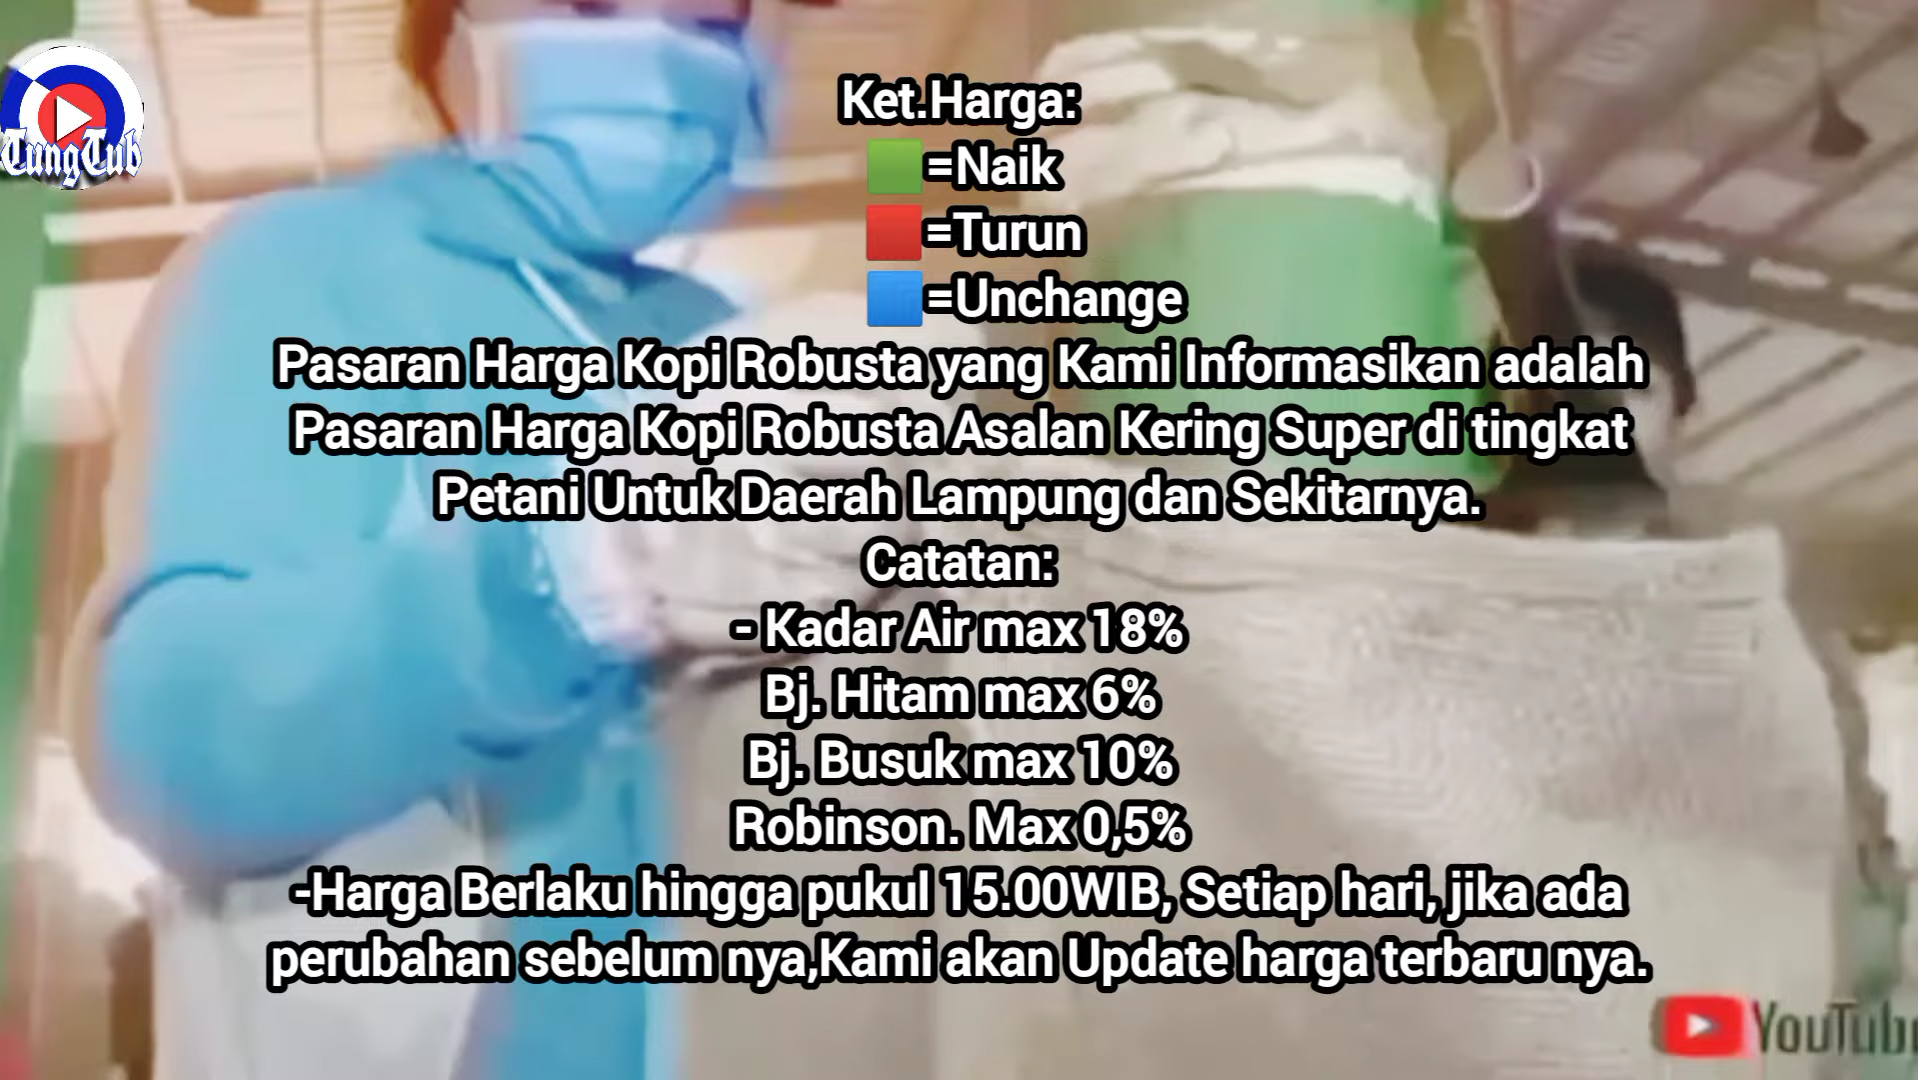 TungTub
Ket.Harga:
🟩=Naik
🟥=Turun
🟦=Unchange
Pasaran Harga Kopi Robusta yang Kami Informasikan adalah
Pasaran Harga Kopi Robusta Asalan Kering Super di tingkat
Petani Untuk Daerah Lampung dan Sekitarnya.
Catatan:
- Kadar Air max 18%
Bj. Hitam max 6%
Bj. Busuk max 10%
Robinson. Max 0,5%
-Harga Berlaku hingga pukul 15.00WIB, Setiap hari, jika ada
perubahan sebelum nya,Kami akan Update harga terbaru nya.
YouTube